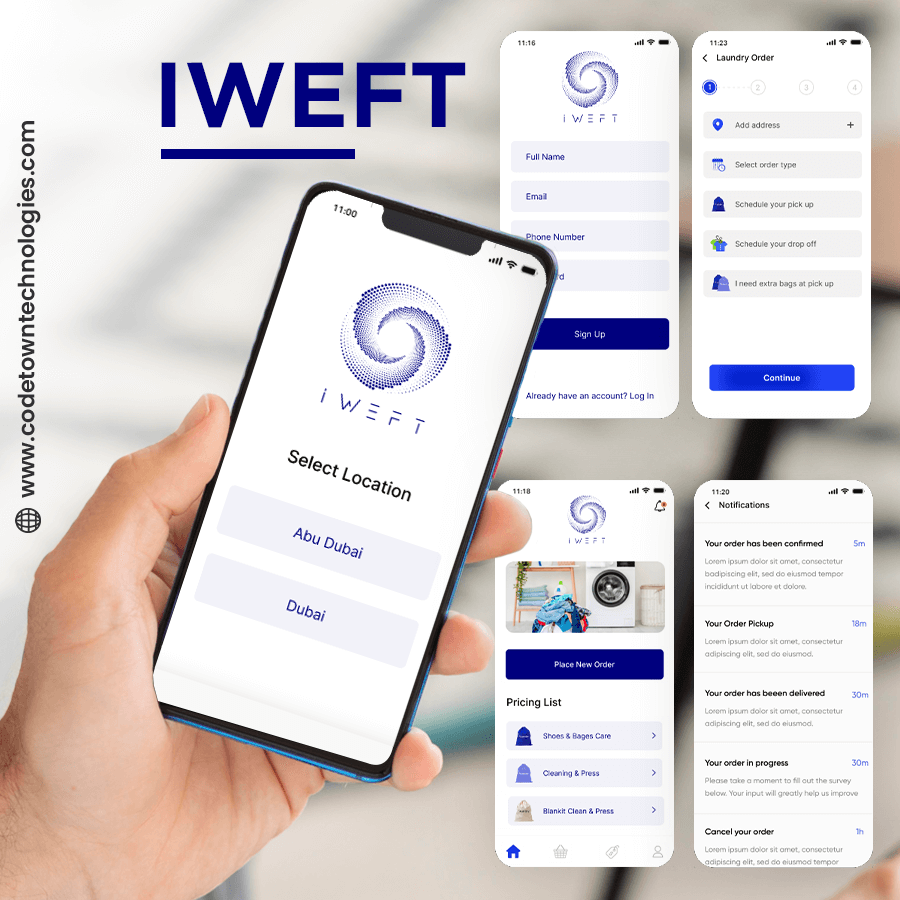 IWEFT
www.codetowntechnologies.com
11:00
IWEFT
Select Location
Abu Dubai
Dubai
11:16
IWEFT
Full Name
Email
Phone Number
rd
Sign Up
Already have an account? Log In
11:23
Laundry Order
1 2 3 4
Add address +
Select order type
Schedule your pick up
Schedule your drop off
I need extra bags at pick up
Continue
11:18
IWEFT
Place New Order
Pricing List
Shoes & Bages Care
Cleaning & Press
Blankit Clean & Press
11:20
Notifications
Your order has been confirmed 5m
Lorem ipsum dolor sit amet, consectetur
badipiscing elit, sed do eiusmod tempor
incididunt ut labore et dolore.
Your Order Pickup 18m
Lorem ipsum dolor sit amet, consectetur
adipiscing elit, sed do eiusmod.
Your order has beeen delivered 30m
Lorem ipsum dolor sit amet, consectetur
adipiscing elit, sed do eiusmod tempor.
Your order in progress 30m
Please take a moment to fill out the survey
below. Your input will greatly help us improve
Cancel your order 1h
Lorem ipsum dolor sit amet, consectetur
adipiscing elit, sed do eiusmod tempor